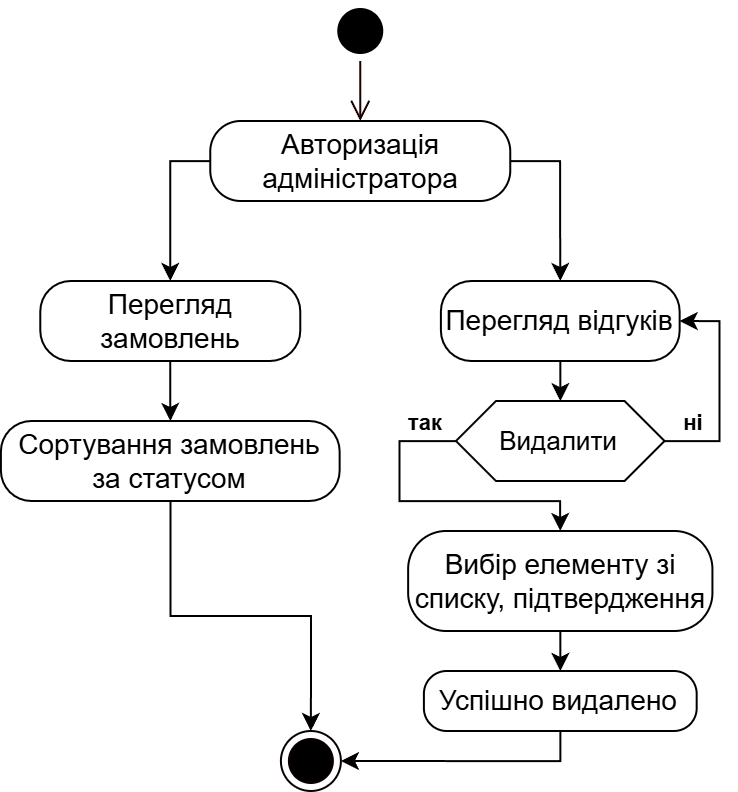 Авторизація
адміністратора
Перегляд
замовлень
Сортування замовлень
за статусом
Перегляд відгуків
так
Видалити
ні
Вибір елементу зі
списку, підтвердження
Успішно видалено